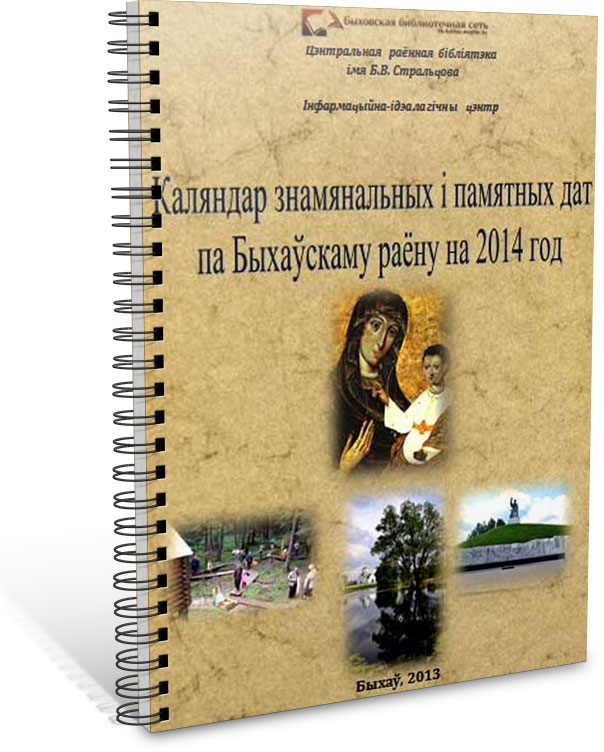 Быховская библиотечная сеть
Цэнтральная раённая бібліятэка
імя Б.В. Стральцова
Інфармацыйна-ідэалагічны цэнтр
Каляндар знамянальных і памятных дат
па Быхаўскаму раёну на 2014 год
Быхаў, 2013